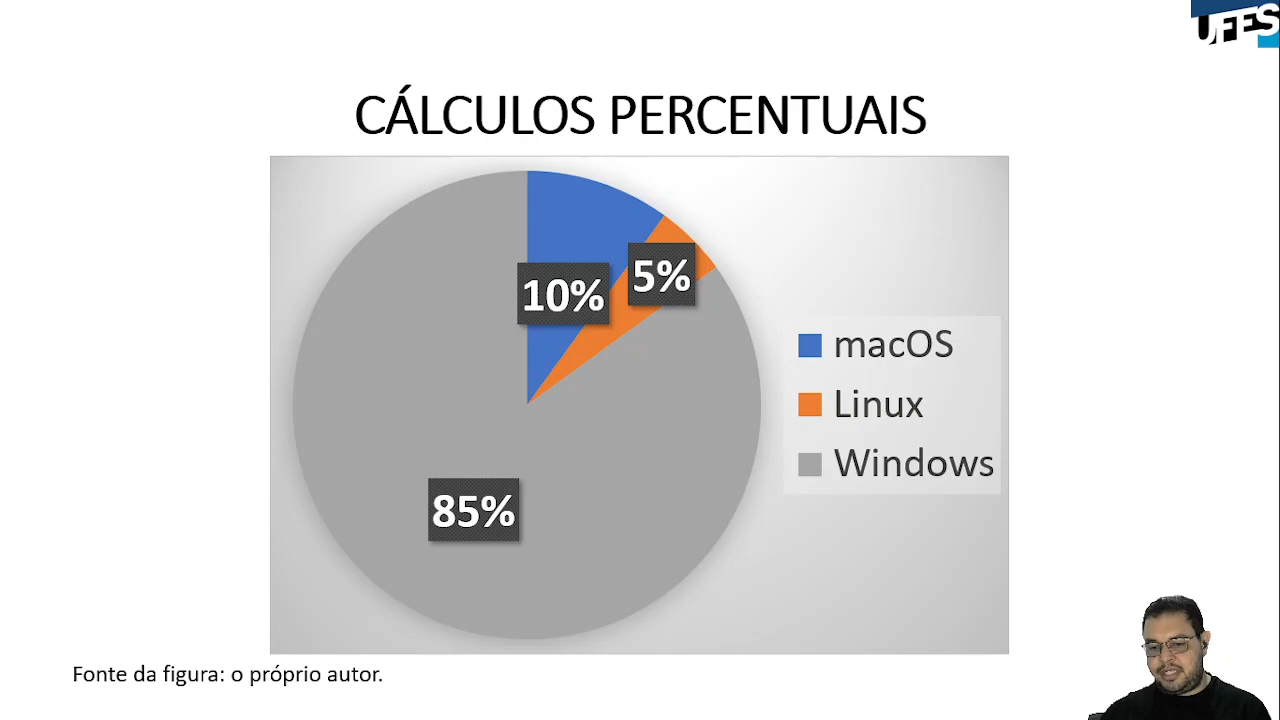 UFES
CÁLCULOS PERCENTUAIS
10%
5%
85%
macOS
Linux
Windows
Fonte da figura: o próprio autor.